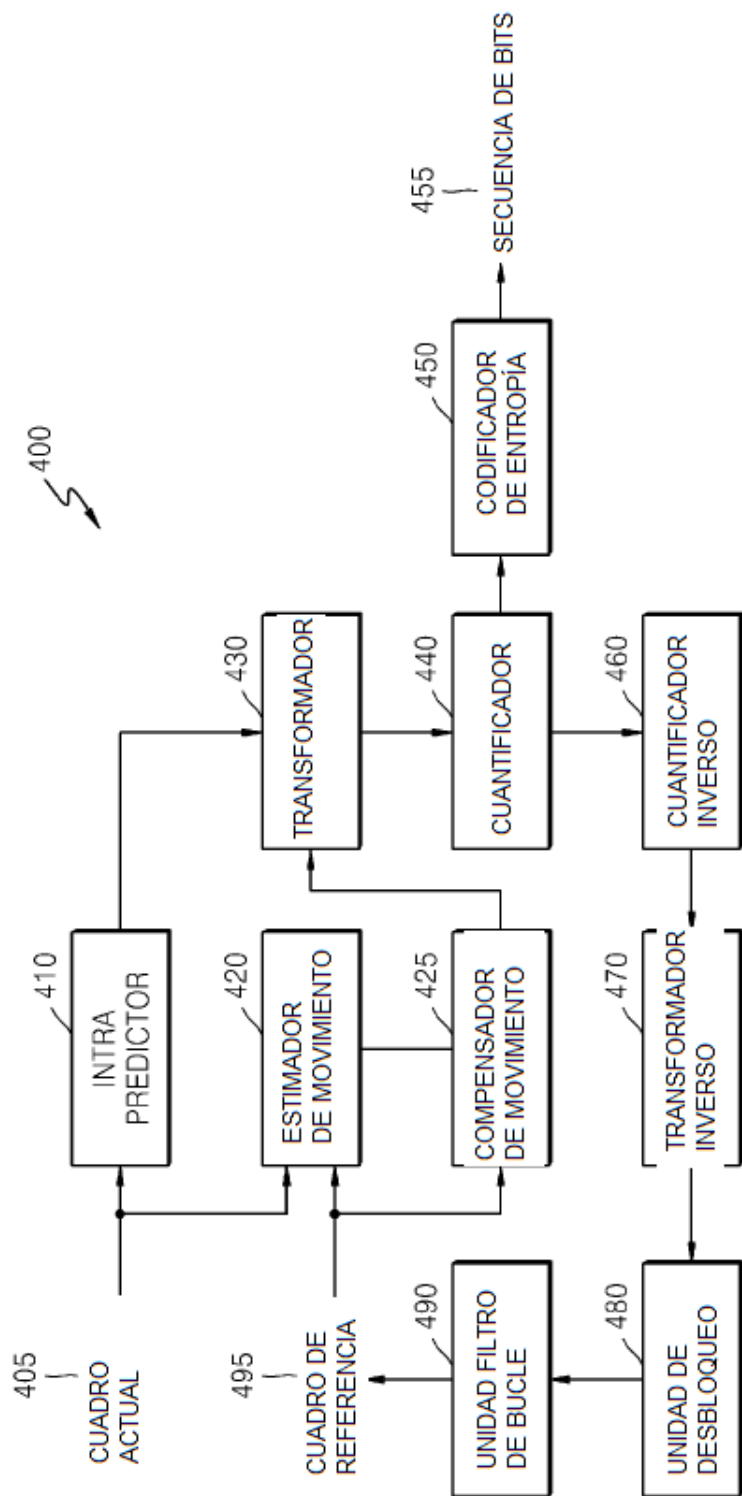 400
405
CUADRO
ACTUAL
410
INTRA
PREDICTOR
495
CUADRO DE
REFERENCIA
420
ESTIMADOR
DE MOVIMIENTO
430
TRANSFORMADOR
490
UNIDAD FILTRO
DE BUCLE
425
COMPENSADOR
DE MOVIMIENTO
440
CUANTIFICADOR
450
CODIFICADOR
DE ENTROPÍA
455
SECUENCIA DE BITS
480
UNIDAD DE
DESBLOQUEO
470
TRANSFORMADOR
INVERSO
460
CUANTIFICADOR
INVERSO